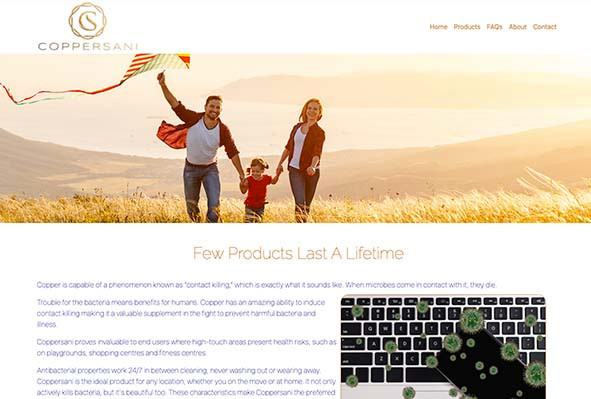 COPPERSANI
Home Products FAQs About Contact
Few Products Last A Lifetime
Copper is capable of a phenomenon known as "contact killing," which is exactly what it sounds like. When microbes come in contact with it, they die.
Trouble for the bacteria means benefits for humans. Copper has an amazing ability to induce
contact killing making it a valuable supplement in the fight to prevent harmful bacteria and
illness.
Coppersani proves invaluable to end users where high-touch areas present health risks, such as
on playgrounds, shopping centres and fitness centres.
Antibacterial properties work 24/7 in between cleaning, never washing out or wearing away.
Coppersani is the ideal product for any location, whether you on the move or at home. It not only
actively kills bacteria, but it's beautiful too. These characteristics make Coppersani the preferred